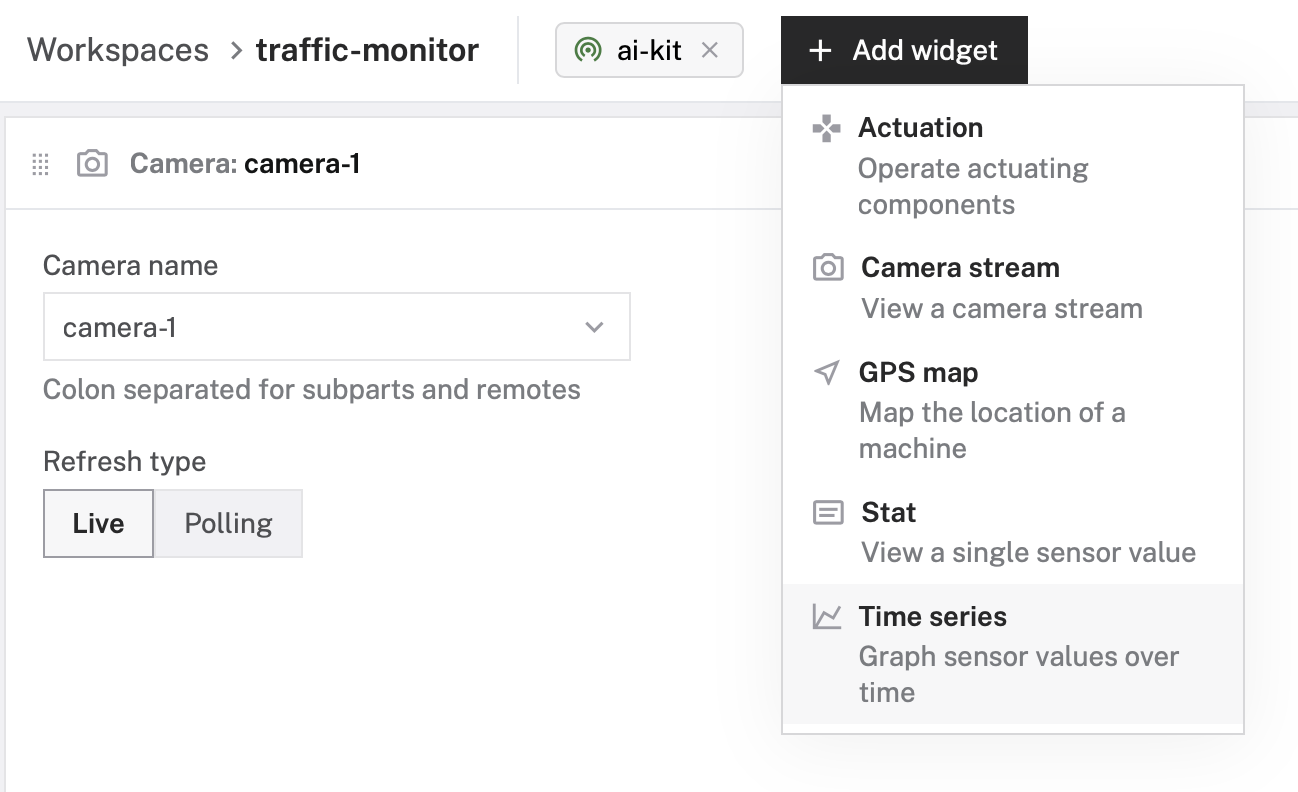 Workspaces > traffic-monitor
ai-kit
Add widget
Camera: camera-1
Camera name
camera-1
Colon separated for subparts and remotes
Refresh type
Live
Polling
Actuation
Operate actuating
components
Camera stream
View a camera stream
GPS map
Map the location of a
machine
Stat
View a single sensor value
Time series
Graph sensor values over
time